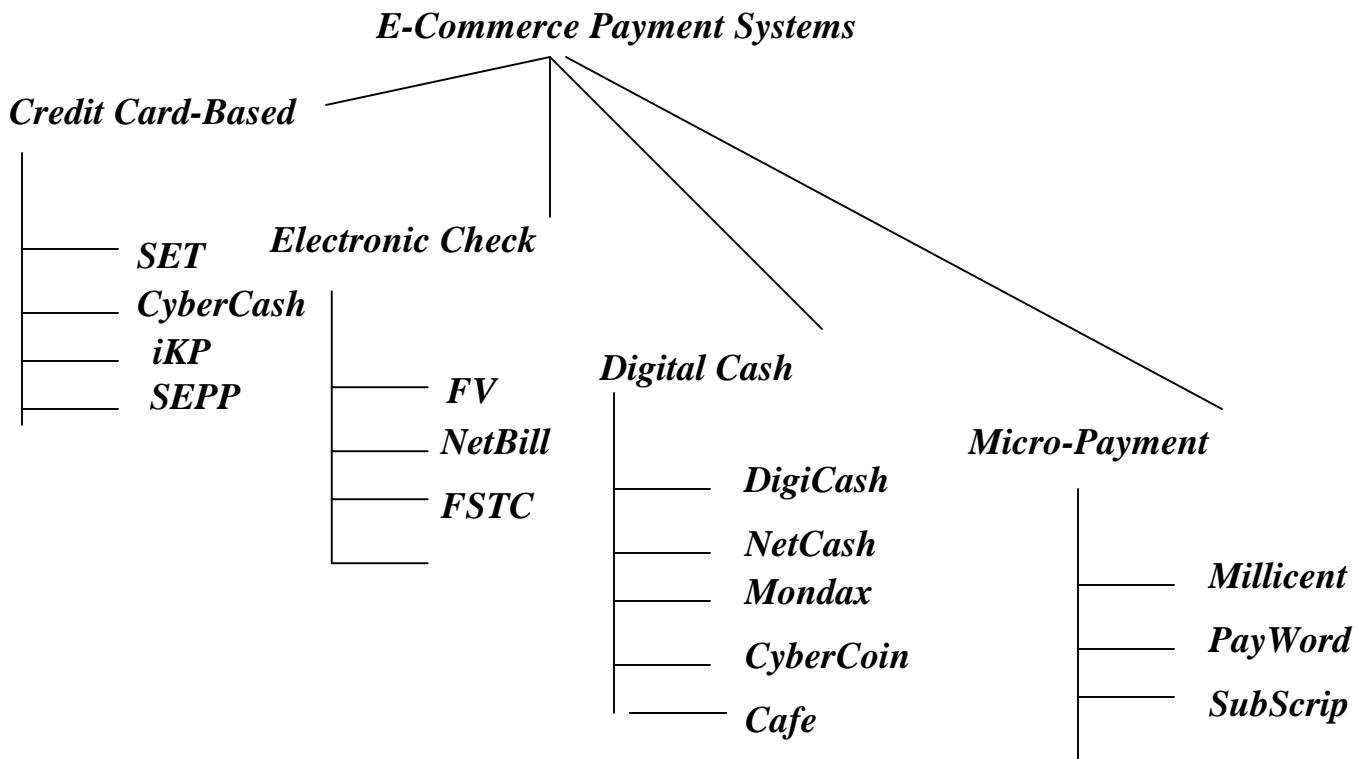 E-Commerce Payment Systems
Credit Card-Based
SET
CyberCash
iKP
SEPP
Electronic Check
FV
NetBill
FSTC
Digital Cash
DigiCash
NetCash
Mondax
CyberCoin
Cafe
Micro-Payment
Millicent
PayWord
SubScrip